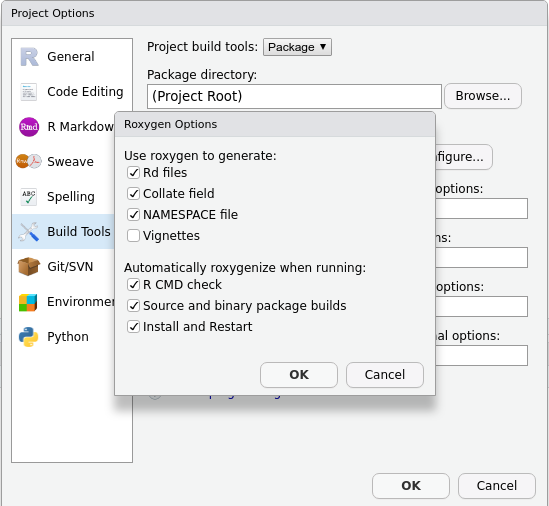 Project Options
General
Code Editing
R Markdow
Sweave
Spelling
Build Tools
Git/SVN
Environmen
Python
Project build tools: Package
Package directory:
(Project Root)
Browse...
nfigure...
options:
ns:
options:
nal options:
Roxygen Options
Use roxygen to generate:
Rd files
Collate field
NAMESPACE file
Vignettes
Automatically roxygenize when running:
R CMD check
Source and binary package builds
Install and Restart
OK Cancel
OK Cancel